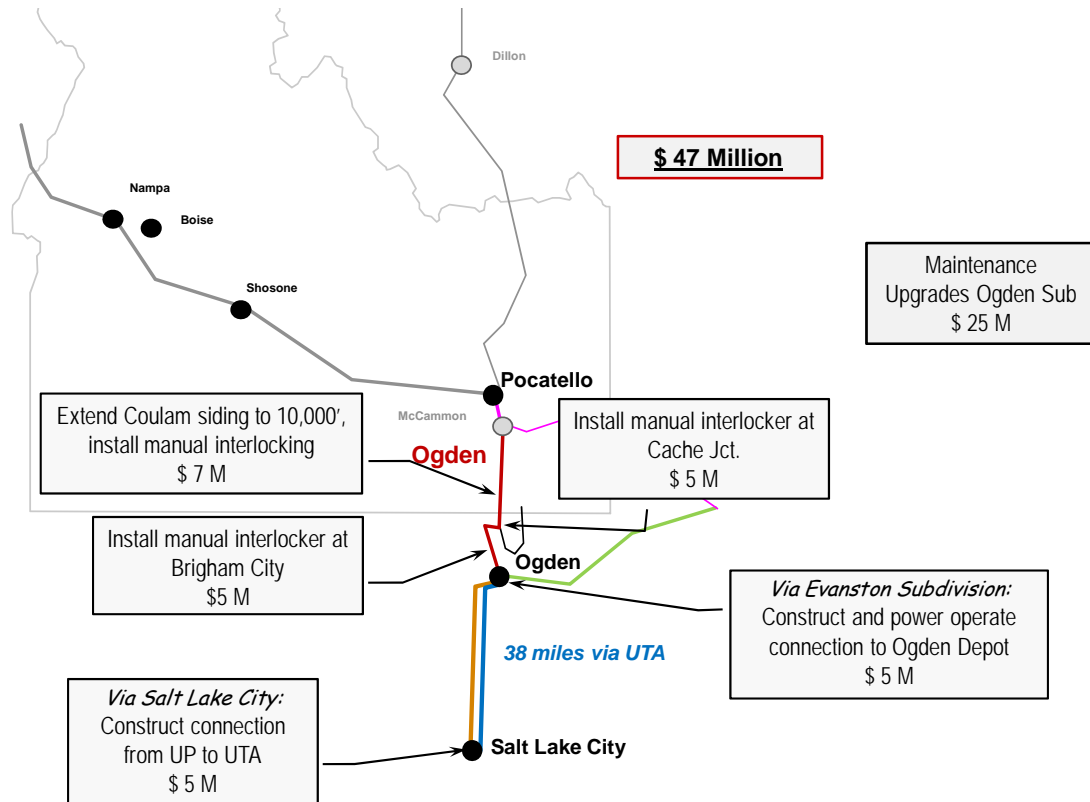 Dillon
$ 47 Million
Nampa
Boise
Maintenance
Upgrades Ogden Sub
$ 25 M
Shosone
Pocatello
McCammon
Extend Coulam siding to 10,000’,
install manual interlocking
$ 7 M
Ogden
Install manual interlocker at
Cache Jct.
$ 5 M
Install manual interlocker at
Brigham City
$5 M
Ogden
Via Evanston Subdivision:
Construct and power operate
connection to Ogden Depot
$ 5 M
38 miles via UTA
Via Salt Lake City:
Construct connection
from UP to UTA
$ 5 M
Salt Lake City